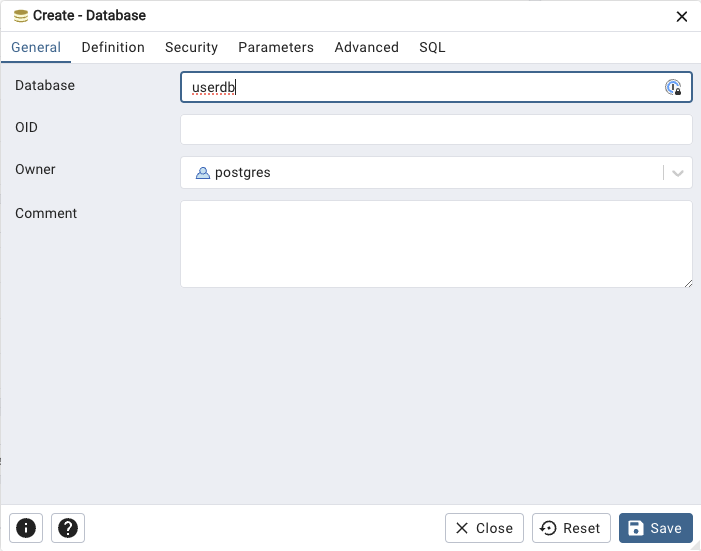 Create - Database
General Definition Security Parameters Advanced SQL
Database userdb
OID
Owner postgres
Comment
Close Reset Save